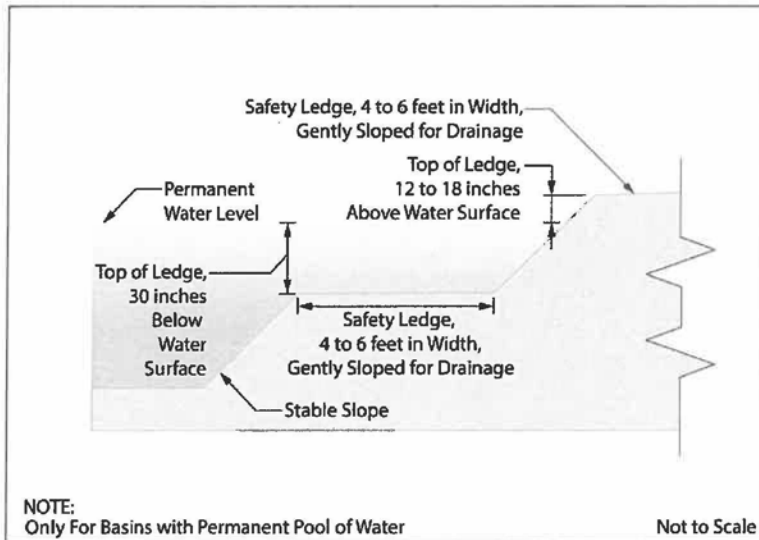 Safety Ledge, 4 to 6 feet in Width,
Gently Sloped for Drainage
Top of Ledge,
12 to 18 inches
Above Water Surface
Permanent
Water Level
Top of Ledge,
30 inches
Below
Water
Surface
Safety Ledge,
4 to 6 feet in Width,
Gently Sloped for Drainage
Stable Slope
NOTE:
Only For Basins with Permanent Pool of Water
Not to Scale